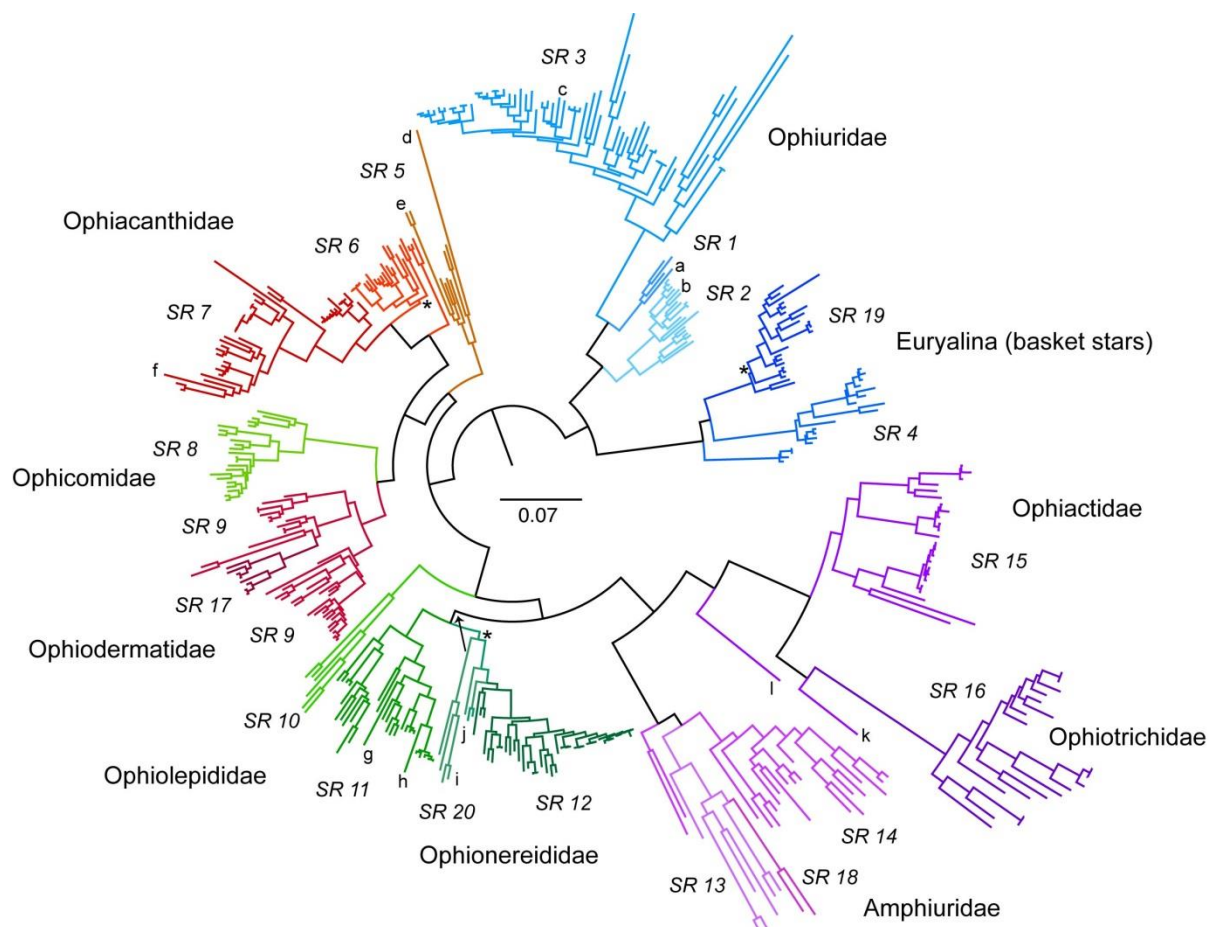 SR 3
c
Ophiuridae
d
SR 5
e
Ophiacanthidae
SR 6
SR 1
a
b
SR 2
SR 7
*
SR 19
Euryalina (basket stars)
*
f
SR 4
SR 8
Ophicomidae
0.07
Ophiactidae
SR 9
SR 15
SR 17
SR 9
Ophiodermatidae
*
SR 16
l
SR 10
j
k
Ophiotrichidae
g
Ophiolepididae
h
i
SR 11
SR 20
SR 12
SR 14
Ophionereididae
SR 13
SR 18
Amphiuridae